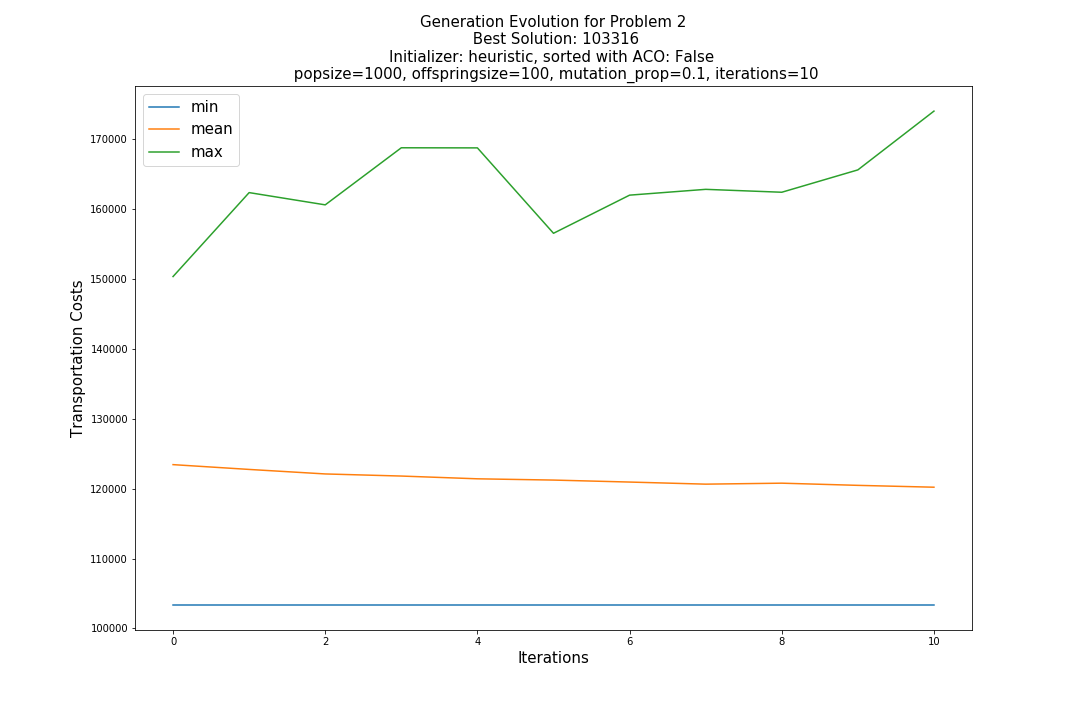 Generation Evolution for Problem 2
Best Solution: 103316
Initializer: heuristic, sorted with ACO: False
popsize=1000, offspringsize=100, mutation_prop=0.1, iterations=10
min
mean
max
Transportation Costs
170000
160000
150000
140000
130000
120000
110000
100000
0 2 4 6 8 10
Iterations